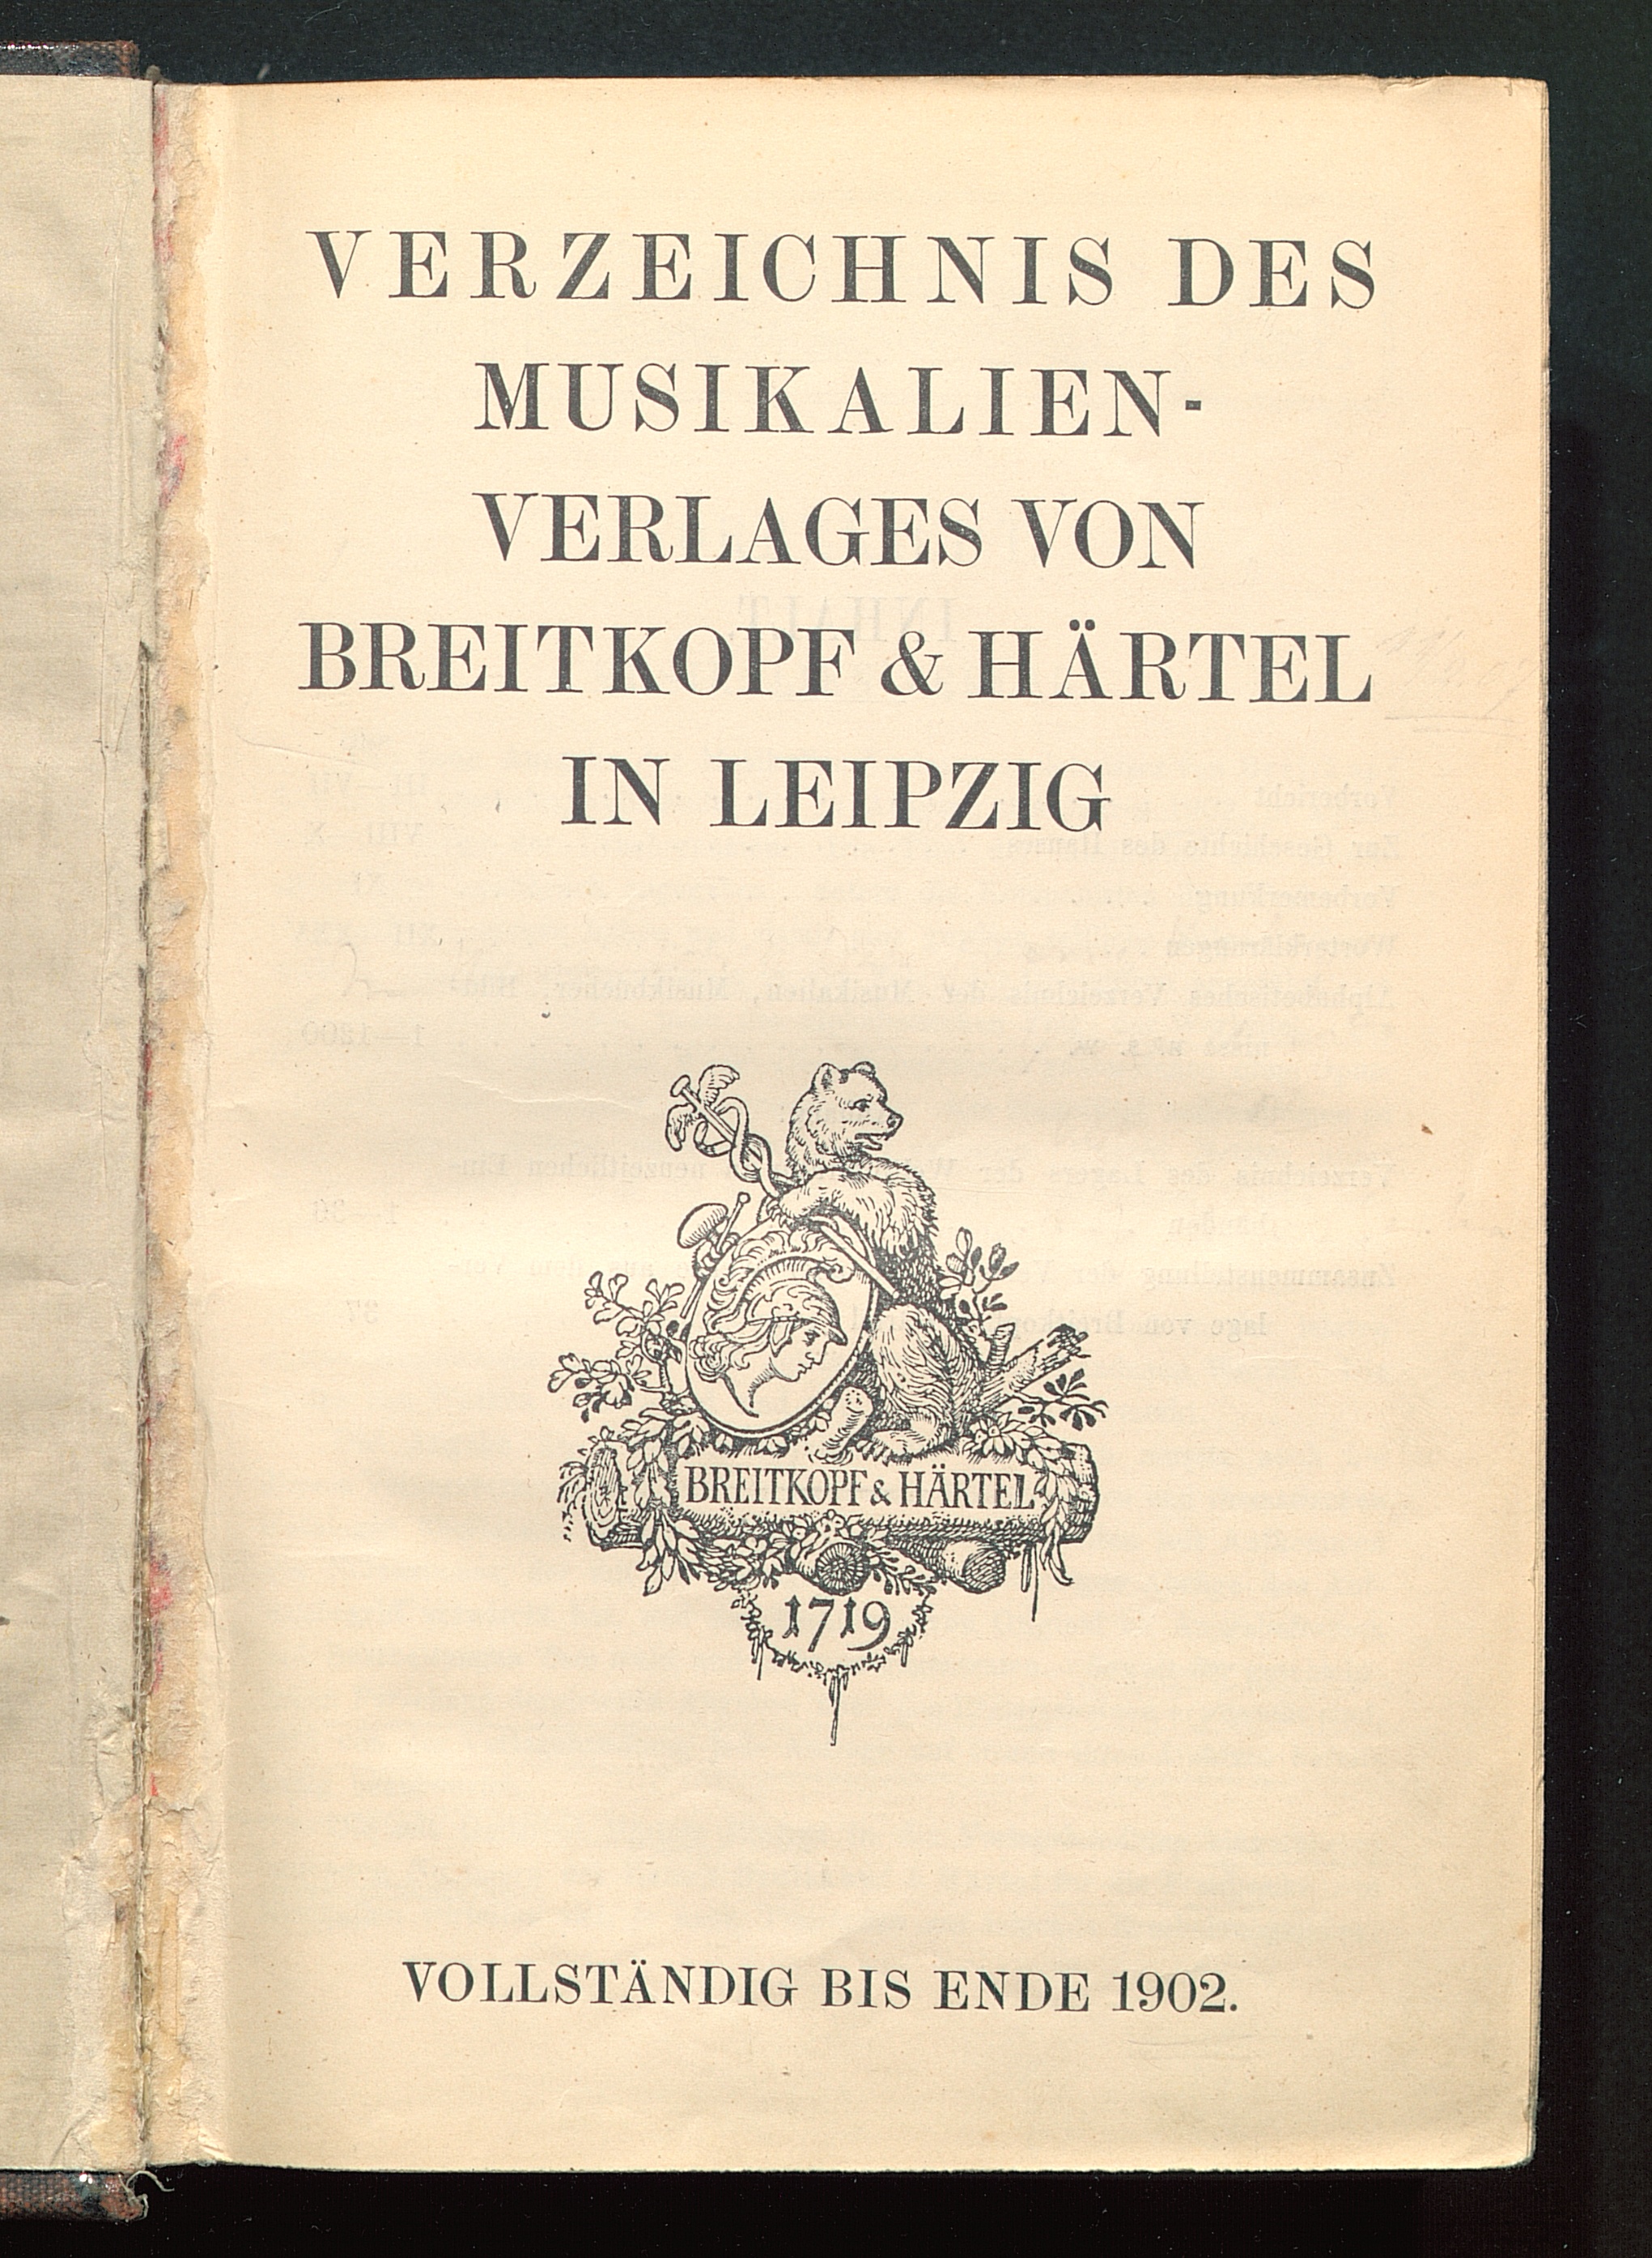 VERZEICHNIS DES
MUSIKALIEN-
VERLAGES VON
BREITKOPF & HÄRTEL
IN LEIPZIG
BREITKOPF & HÄRTEL
1719
VOLLSTÄNDIG BIS ENDE 1902.